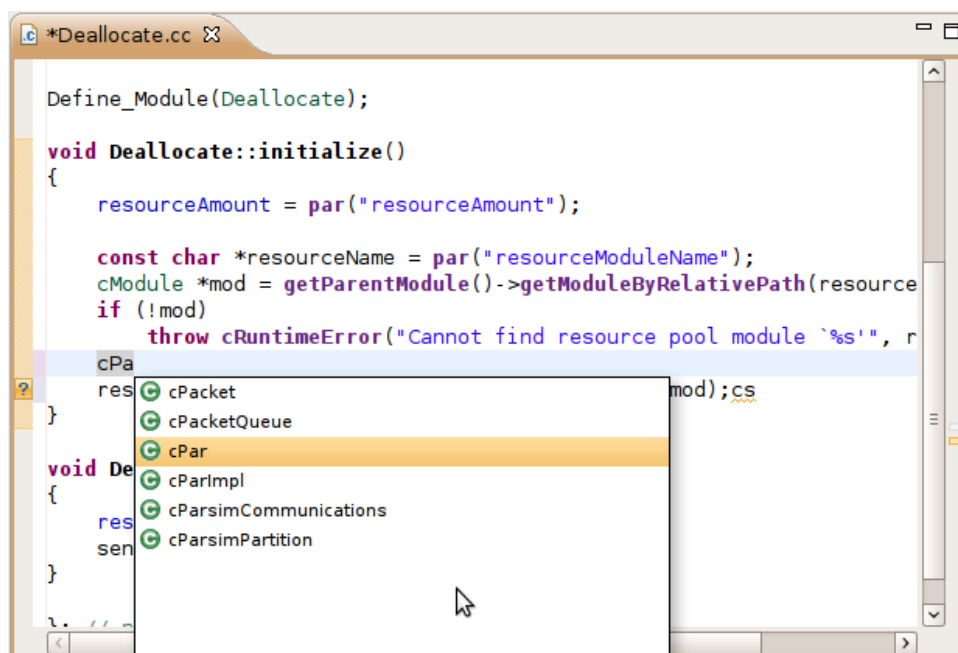 *Deallocate.cc
Define_Module(Deallocate);
void Deallocate::initialize()
{
resourceAmount = par("resourceAmount");
const char *resourceName = par("resourceModuleName");
cModule *mod = getParentModule()->getModuleByRelativePath(resource
if (!mod)
throw cRuntimeError("Cannot find resource pool module `%s'", r
cPa
res mod);cs
cPacket
cPacketQueue
cPar
cParImpl
cParsimCommunications
cParsimPartition
}
void De
{
res
sen
}